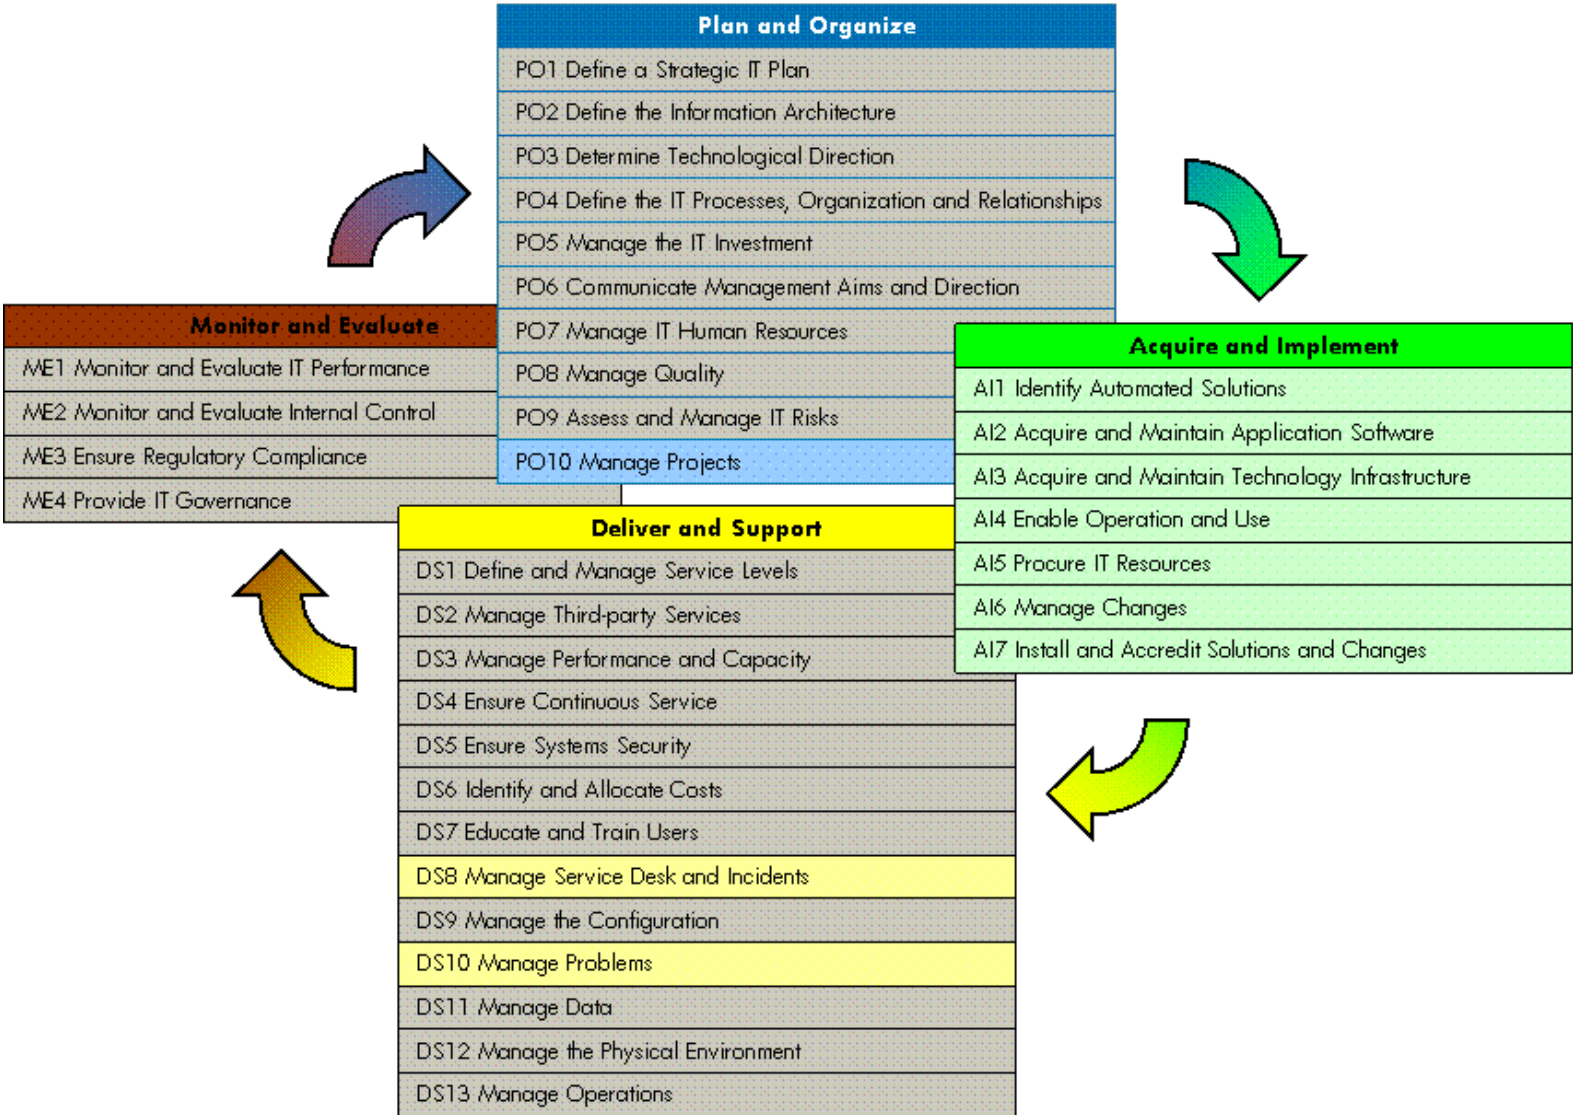 Plan and Organize
PO1 Define a Strategic IT Plan
PO2 Define the Information Architecture
PO3 Determine Technological Direction
PO4 Define the IT Processes, Organization and Relationships
PO5 Manage the IT Investment
PO6 Communicate Management Aims and Direction
PO7 Manage IT Human Resources
PO8 Manage Quality
PO9 Assess and Manage IT Risks
PO10 Manage Projects
Monitor and Evaluate
ME1 Monitor and Evaluate IT Performance
ME2 Monitor and Evaluate Internal Control
ME3 Ensure Regulatory Compliance
ME4 Provide IT Governance
Acquire and Implement
AI1 Identify Automated Solutions
AI2 Acquire and Maintain Application Software
AI3 Acquire and Maintain Technology Infrastructure
AI4 Enable Operation and Use
AI5 Procure IT Resources
AI6 Manage Changes
AI7 Install and Accredit Solutions and Changes
Deliver and Support
DS1 Define and Manage Service Levels
DS2 Manage Third-party Services
DS3 Manage Performance and Capacity
DS4 Ensure Continuous Service
DS5 Ensure Systems Security
DS6 Identify and Allocate Costs
DS7 Educate and Train Users
DS8 Manage Service Desk and Incidents
DS9 Manage the Configuration
DS10 Manage Problems
DS11 Manage Data
DS12 Manage the Physical Environment
DS13 Manage Operations